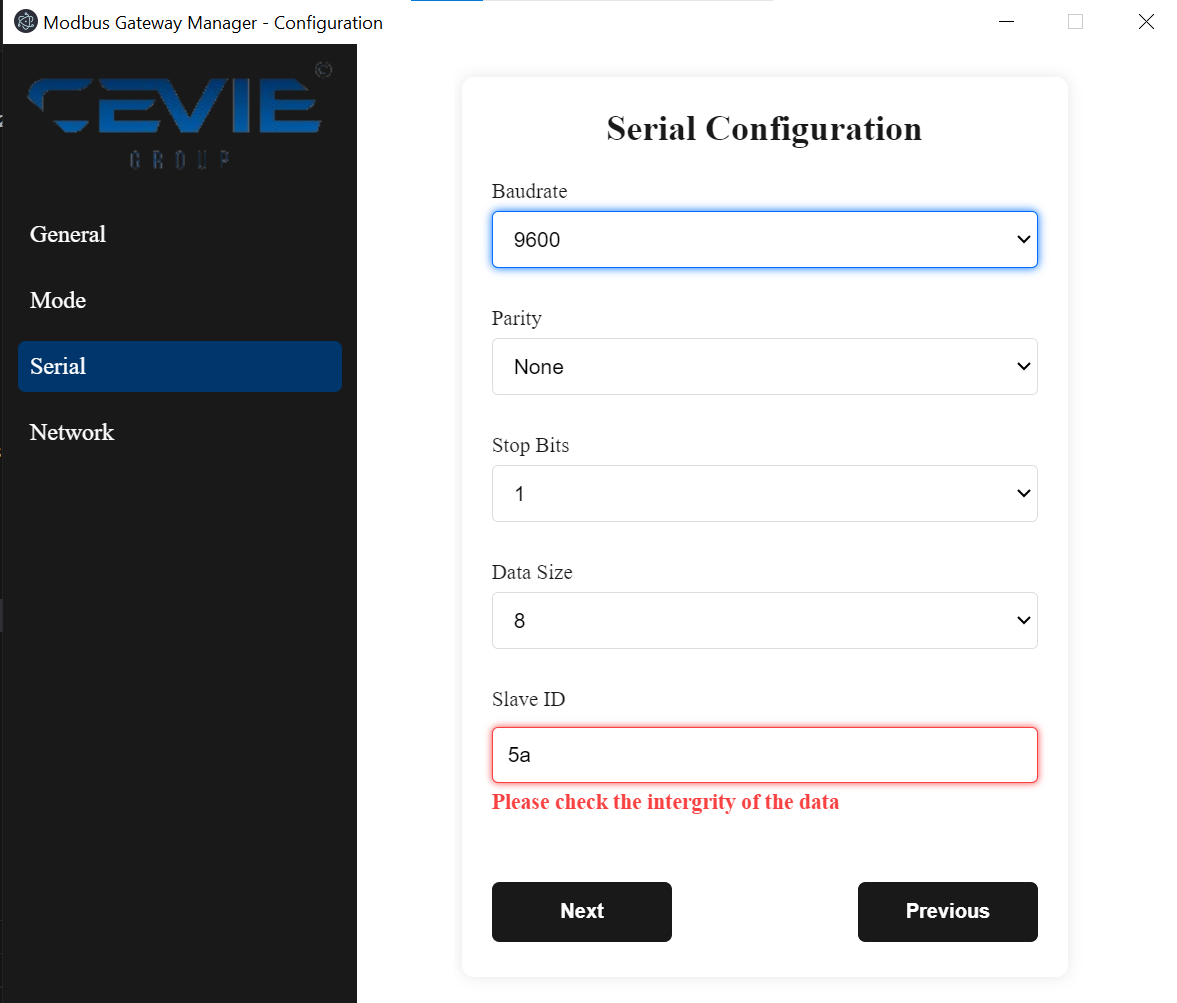 Modbus Gateway Manager - Configuration
CEVIE
©
GROUP
General
Mode
Serial
Network
Serial Configuration
Baudrate
9600
Parity
None
Stop Bits
1
Data Size
8
Slave ID
5a
Please check the intergrity of the data
Next
Previous